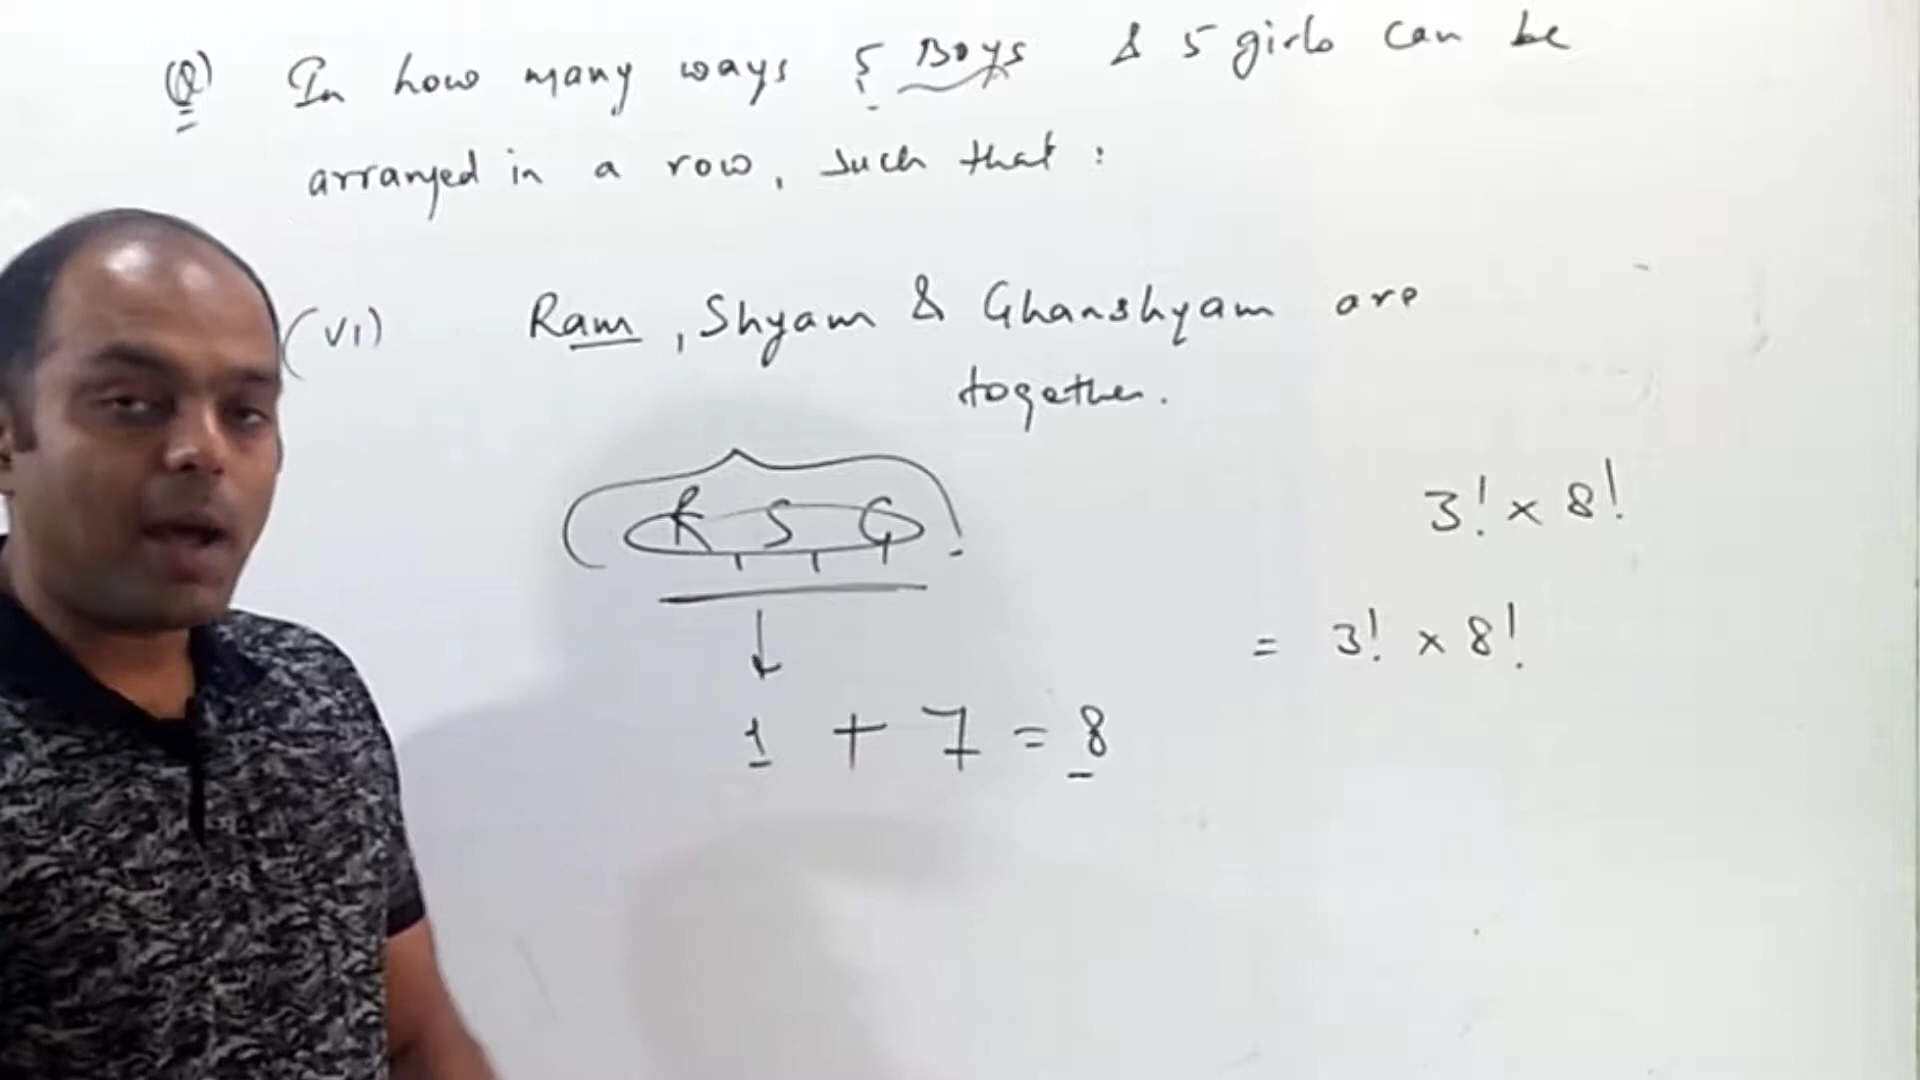 Q) In how many ways 5 Boys & 5 girls can be
arranged in a row, such that :
(VI) Ram, Shyam & Ghanshyam are
together.
R S G
3! x 8!
= 3! x 8!
1 + 7 = 8